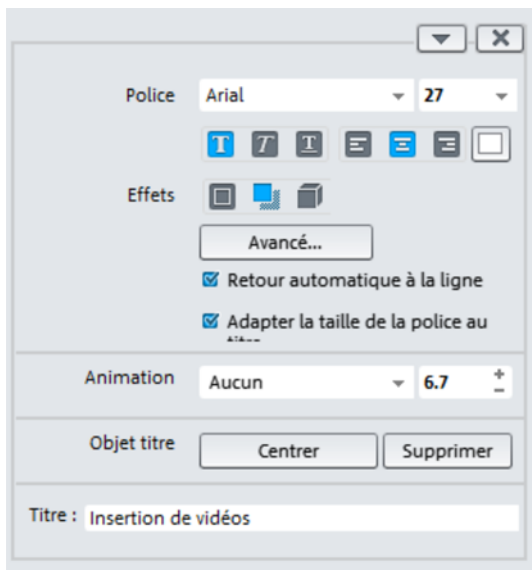 Police Arial 27
T T T
Effets
Avancé...
Retour automatique à la ligne
Adapter la taille de la police au
titre
Animation Aucun 6.7
Objet titre Centrer Supprimer
Titre : Insertion de vidéos